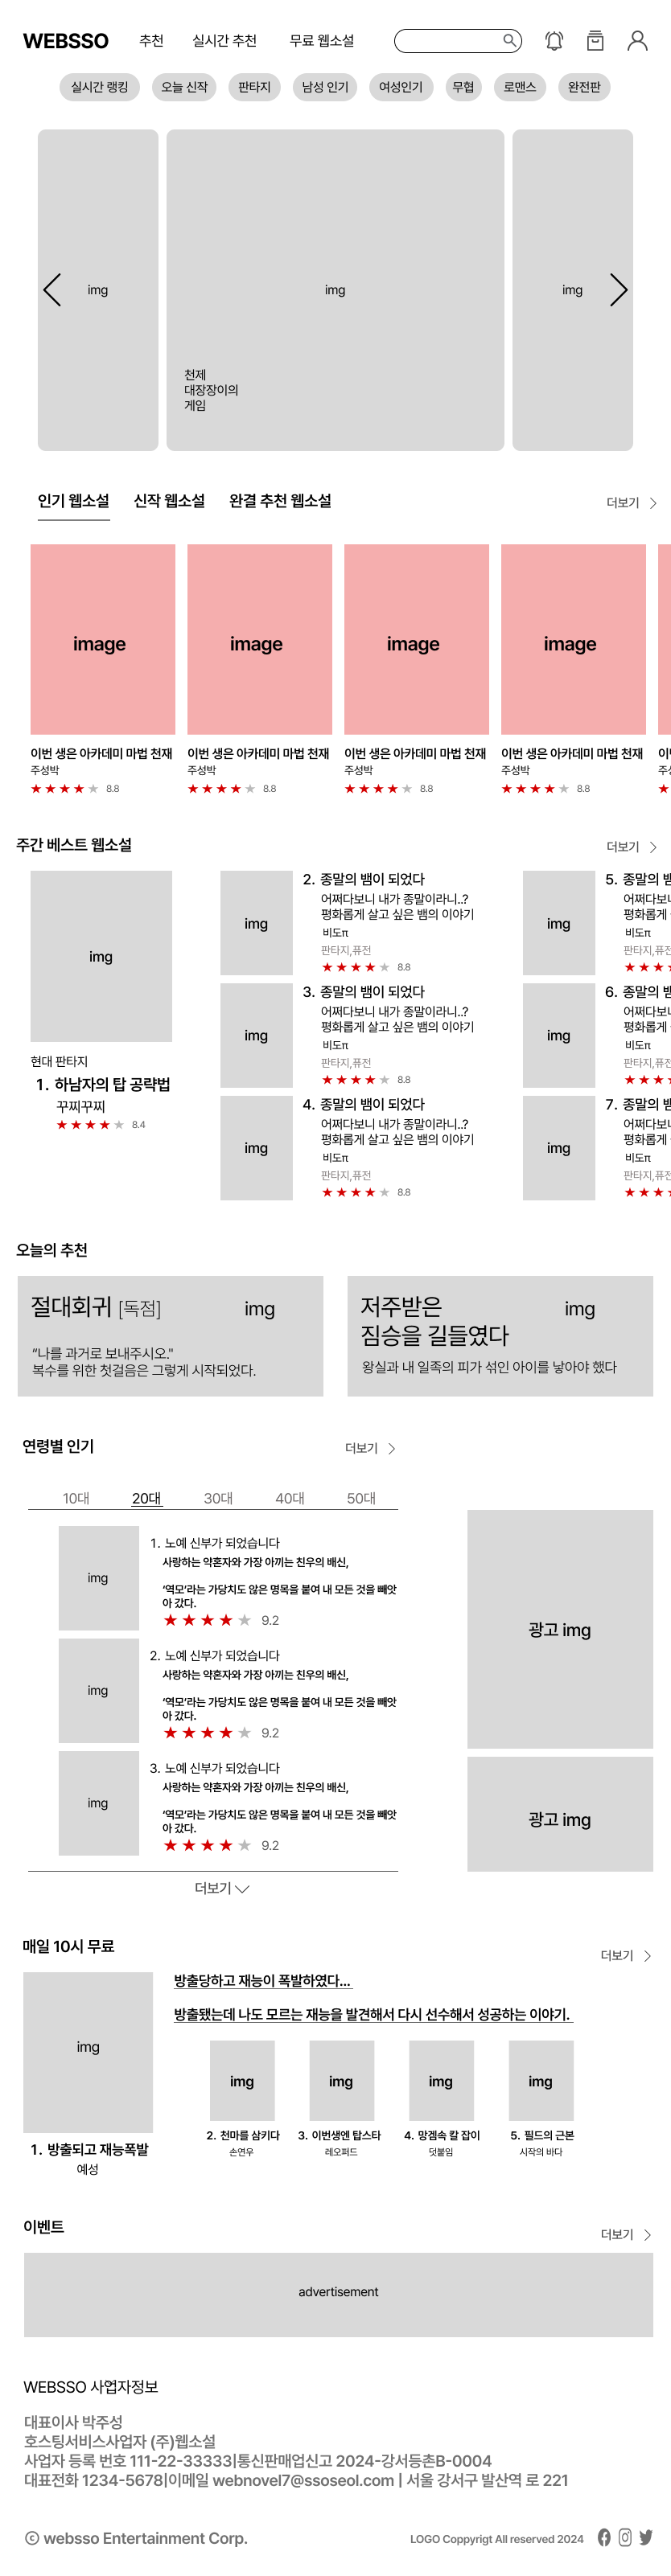 WEBSSO 추천 실시간 추천 무료 웹소설
실시간 랭킹 오늘 신작 판타지 남성 인기 여성인기 무협 로맨스 완전판
img img img
천제
대장장이의
게임
인기 웹소설 신작 웹소설 완결 추천 웹소설 더보기
image image image image
이번 생은 아카데미 마법 천재 이번 생은 아카데미 마법 천재 이번 생은 아카데미 마법 천재 이번 생은 아카데미 마법 천재
주성박 주성박 주성박 주성박
8.8 8.8 8.8 8.8
주간 베스트 웹소설 더보기
img
현대 판타지
1. 하남자의 탑 공략법
꾸찌꾸찌
8.4
img
2. 종말의 뱀이 되었다
어쩌다보니 내가 종말이라니..?
평화롭게 살고 싶은 뱀의 이야기
비도π
판타지,퓨전
8.8
img
3. 종말의 뱀이 되었다
어쩌다보니 내가 종말이라니..?
평화롭게 살고 싶은 뱀의 이야기
비도π
판타지,퓨전
8.8
img
4. 종말의 뱀이 되었다
어쩌다보니 내가 종말이라니..?
평화롭게 살고 싶은 뱀의 이야기
비도π
판타지,퓨전
8.8
img
5. 종말의 뱀
어쩌다보니
평화롭게
비도π
판타지,퓨전
img
6. 종말의 뱀
어쩌다보니
평화롭게
비도π
판타지,퓨전
img
7. 종말의 뱀
어쩌다보니
평화롭게
비도π
판타지,퓨전
오늘의 추천
절대회귀 [독점] img
“나를 과거로 보내주시오."
복수를 위한 첫걸음은 그렇게 시작되었다.
저주받은 img
짐승을 길들였다
왕실과 내 일족의 피가 섞인 아이를 낳아야 했다
연령별 인기 더보기
10대 20대 30대 40대 50대
img
1. 노예 신부가 되었습니다
사랑하는 약혼자와 가장 아끼는 친우의 배신,
‘역모’라는 가당치도 않은 명목을 붙여 내 모든 것을 빼앗
아 갔다.
9.2
img
2. 노예 신부가 되었습니다
사랑하는 약혼자와 가장 아끼는 친우의 배신,
‘역모’라는 가당치도 않은 명목을 붙여 내 모든 것을 빼앗
아 갔다.
9.2
img
3. 노예 신부가 되었습니다
사랑하는 약혼자와 가장 아끼는 친우의 배신,
‘역모’라는 가당치도 않은 명목을 붙여 내 모든 것을 빼앗
아 갔다.
9.2
더보기
광고 img
광고 img
매일 10시 무료 더보기
img
1. 방출되고 재능폭발
예성
방출당하고 재능이 폭발하였다...
방출됐는데 나도 모르는 재능을 발견해서 다시 선수해서 성공하는 이야기.
img img img img
2. 천마를 삼키다 3. 이번생엔 탑스타 4. 망겜속 칼 잡이 5. 필드의 근본
손연우 레오퍼드 덧붙임 시작의 바다
이벤트 더보기
advertisement
WEBSSO 사업자정보
대표이사 박주성
호스팅서비스사업자 (주)웹소설
사업자 등록 번호 111-22-33333|통신판매업신고 2024-강서등촌B-0004
대표전화 1234-5678|이메일 webnovel7@ssoseol.com | 서울 강서구 발산역 로 221
ⓒ websso Entertainment Corp. LOGO Coppyrigt All reserved 2024